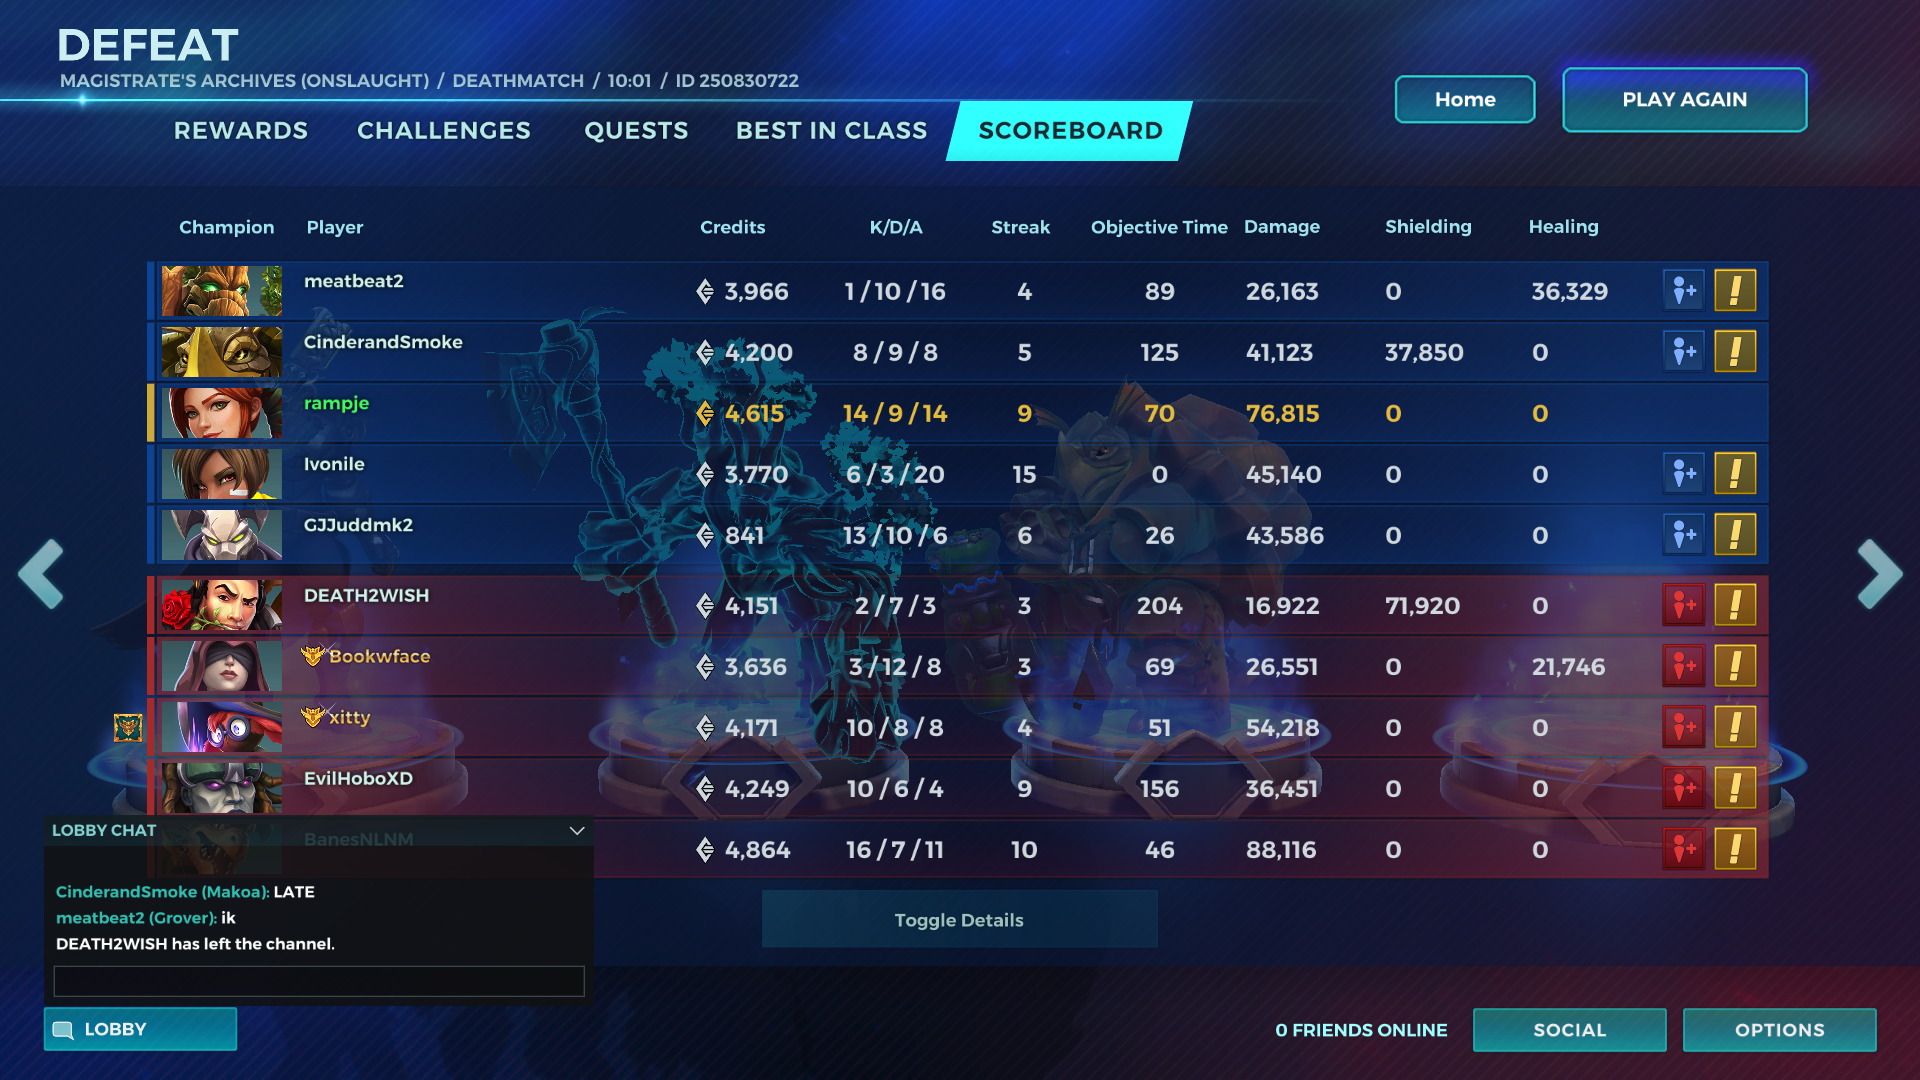 DEFEAT
MAGISTRATE'S ARCHIVES (ONSLAUGHT) / DEATHMATCH / 10:01 / ID 250830722
Home
PLAY AGAIN
REWARDS CHALLENGES QUESTS BEST IN CLASS SCOREBOARD
Champion Player Credits K/D/A Streak Objective Time Damage Shielding Healing
meatbeat2 3,966 1 / 10 / 16 4 89 26,163 0 36,329
CinderandSmoke 4,200 8 / 9 / 8 5 125 41,123 37,850 0
rampje 4,615 14 / 9 / 14 9 70 76,815 0 0
Ivonile 3,770 6 / 3 / 20 15 0 45,140 0 0
GJJuddmk2 841 13 / 10 / 6 6 26 43,586 0 0
DEATH2WISH 4,151 2 / 7 / 3 3 204 16,922 71,920 0
Bookwface 3,636 3 / 12 / 8 3 69 26,551 0 21,746
xitty 4,171 10 / 8 / 8 4 51 54,218 0 0
EvilHoboXD 4,249 10 / 6 / 4 9 156 36,451 0 0
BanesNLNM 4,864 16 / 7 / 11 10 46 88,116 0 0
LOBBY CHAT
CinderandSmoke (Makoa): LATE
meatbeat2 (Grover): ik
DEATH2WISH has left the channel.
Toggle Details
LOBBY
0 FRIENDS ONLINE
SOCIAL
OPTIONS